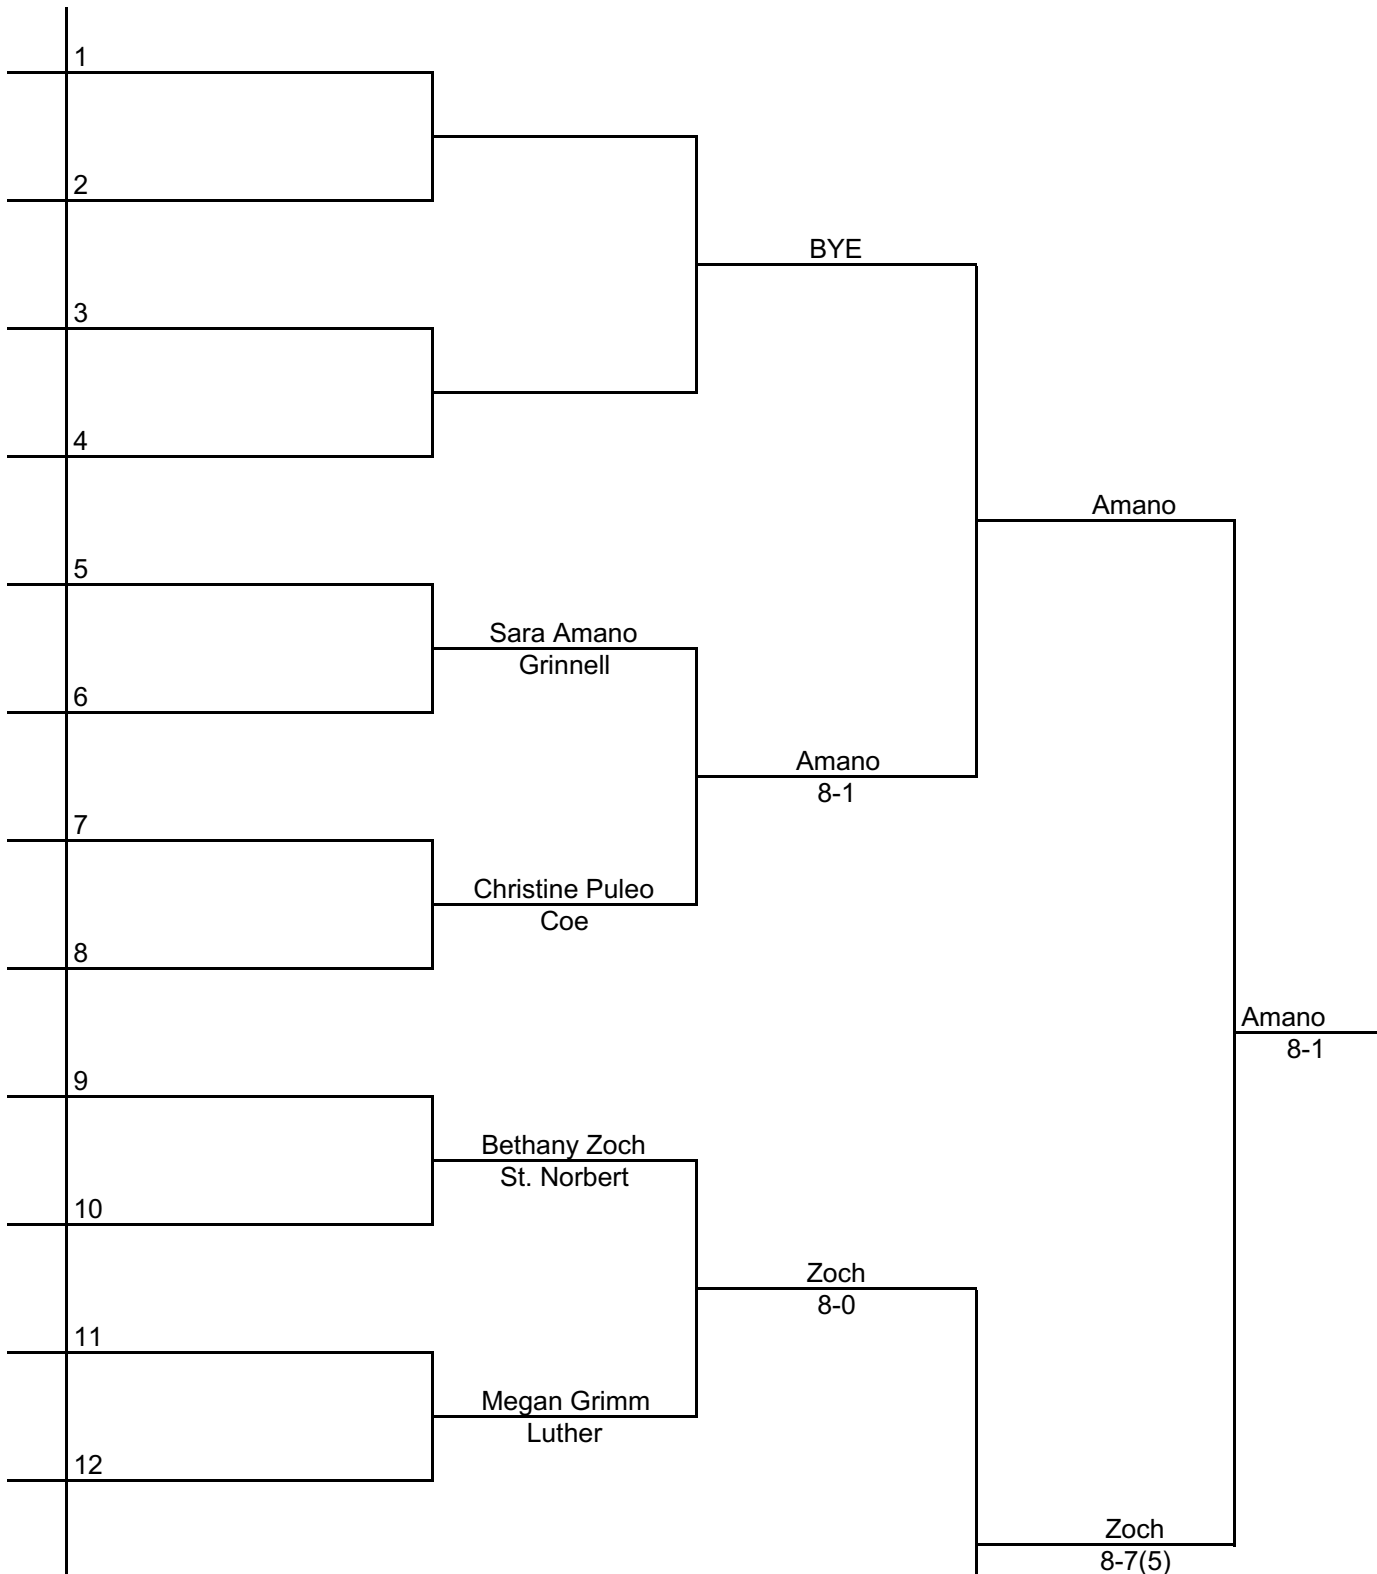 1
2
BYE
3
4
Amano
5
Sara Amano
Grinnell
6
Amano
8-1
7
Christine Puleo
Coe
8
Amano
8-1
9
Bethany Zoch
St. Norbert
10
Zoch
8-0
11
Megan Grimm
Luther
12
Zoch
8-7(5)